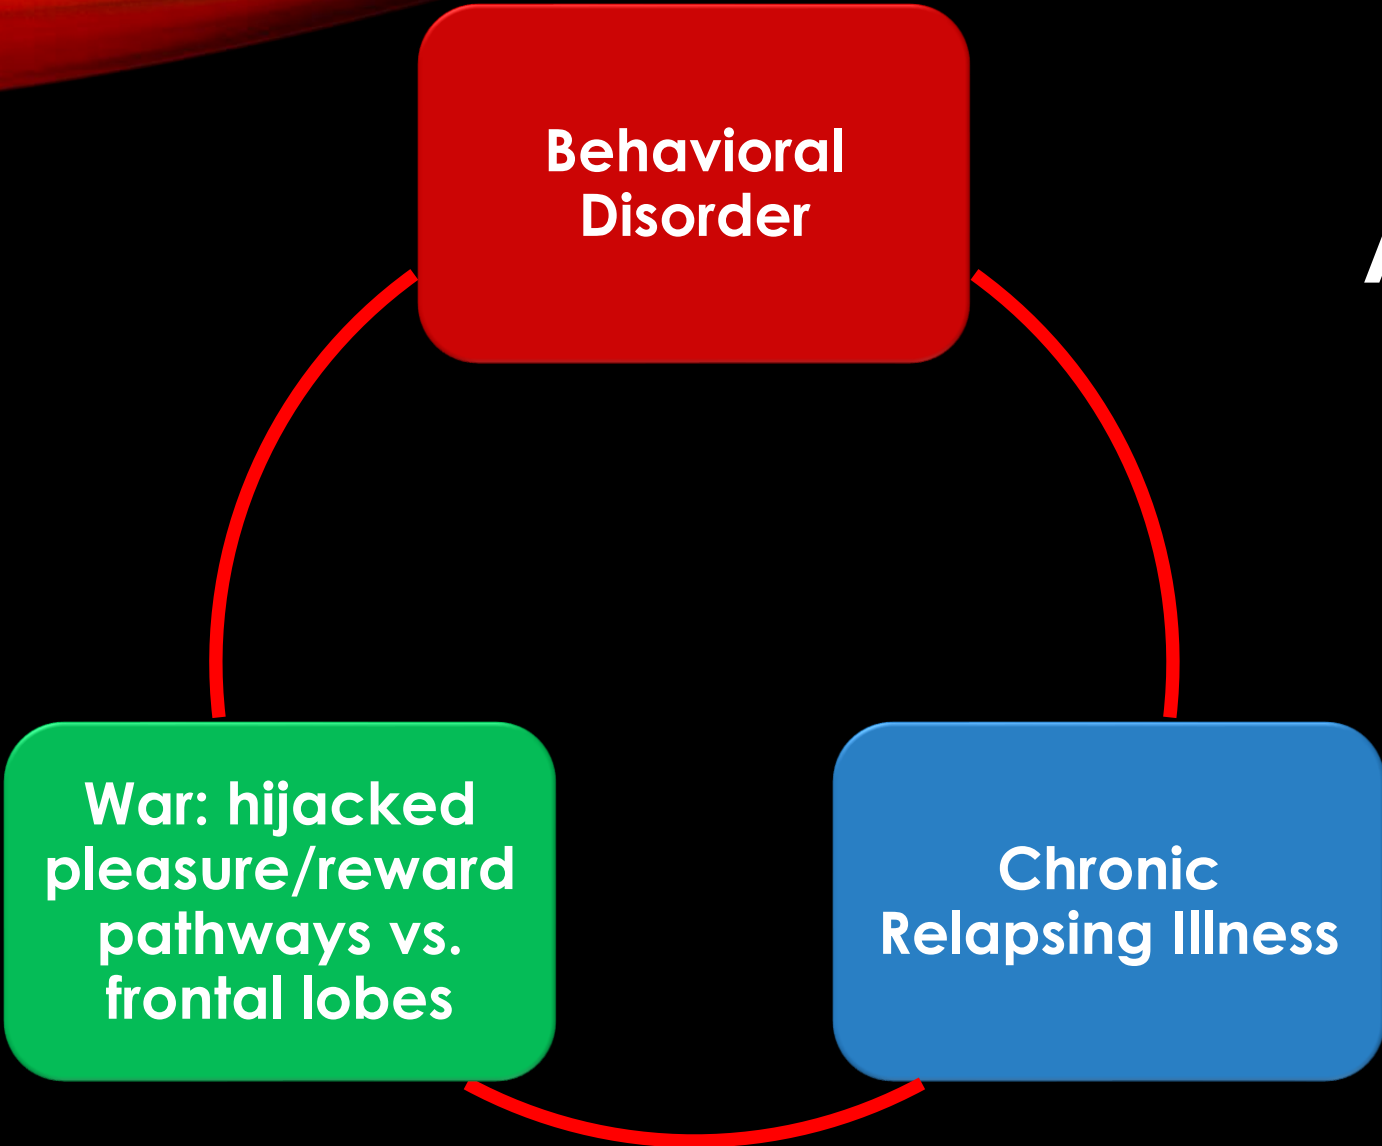 Behavioral
Disorder
War: hijacked
pleasure/reward
pathways vs.
frontal lobes
Chronic
Relapsing Illness